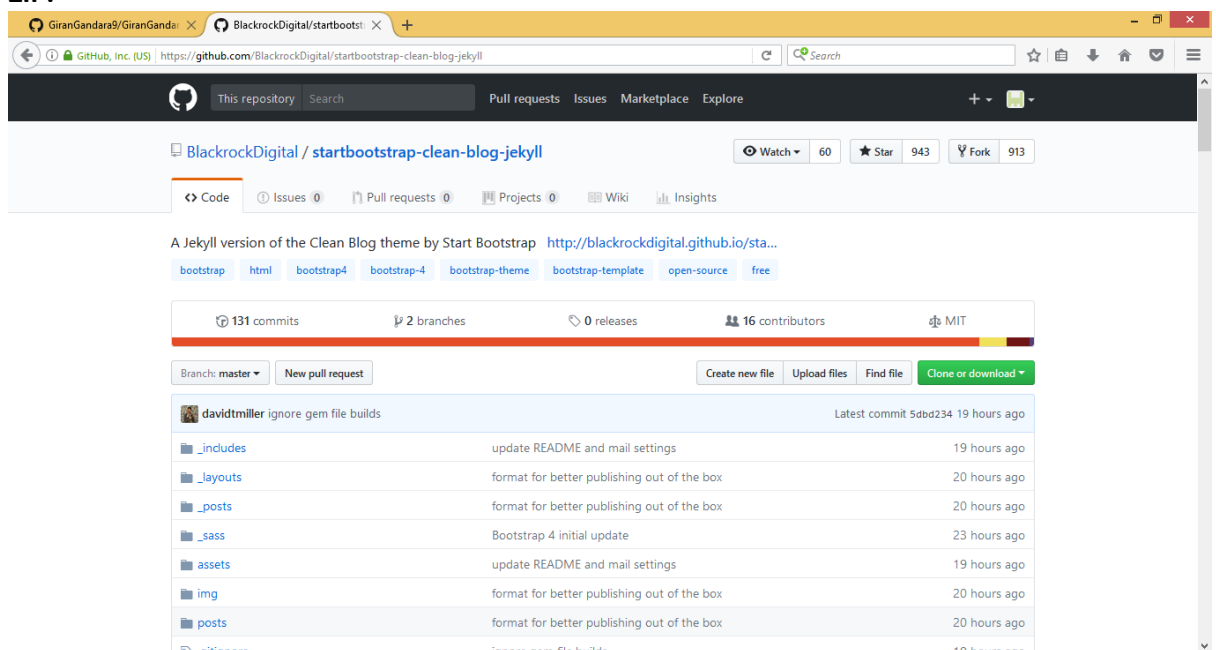 GiranGandara9/GiranGandar
BlackrockDigital/startbootst
GitHub, Inc. (US) https://github.com/BlackrockDigital/startbootstrap-clean-blog-jekyll Search
This repository Search Pull requests Issues Marketplace Explore
BlackrockDigital / startbootstrap-clean-blog-jekyll Watch 60 Star 943 Fork 913
Code Issues 0 Pull requests 0 Projects 0 Wiki Insights
A Jekyll version of the Clean Blog theme by Start Bootstrap http://blackrockdigital.github.io/sta...
bootstrap html bootstrap4 bootstrap-4 bootstrap-theme bootstrap-template open-source free
131 commits 2 branches 0 releases 16 contributors MIT
Branch: master New pull request Create new file Upload files Find file Clone or download
davidtmiller ignore gem file builds Latest commit 5dbd234 19 hours ago
_includes update README and mail settings 19 hours ago
_layouts format for better publishing out of the box 20 hours ago
_posts format for better publishing out of the box 20 hours ago
_sass Bootstrap 4 initial update 23 hours ago
assets update README and mail settings 19 hours ago
img format for better publishing out of the box 20 hours ago
posts format for better publishing out of the box 20 hours ago